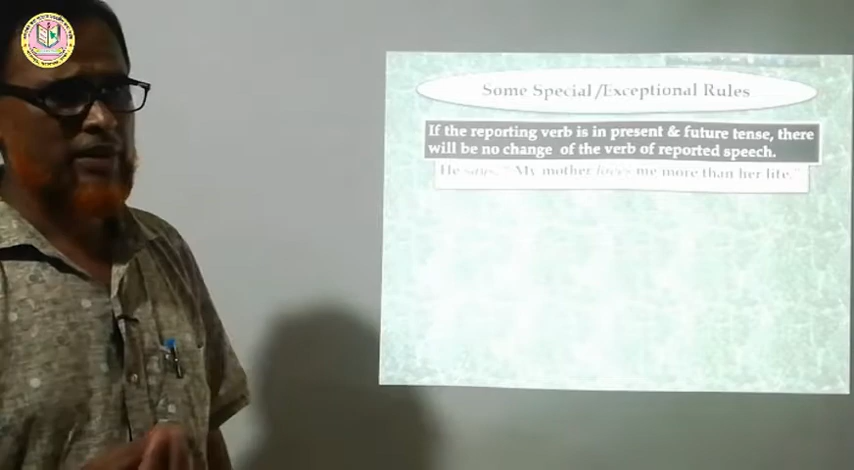 Some Special/Exceptional Rules
If the reporting verb is in present & future tense, there
will be no change of the verb of reported speech.
He says, "My mother loves me more than her life."